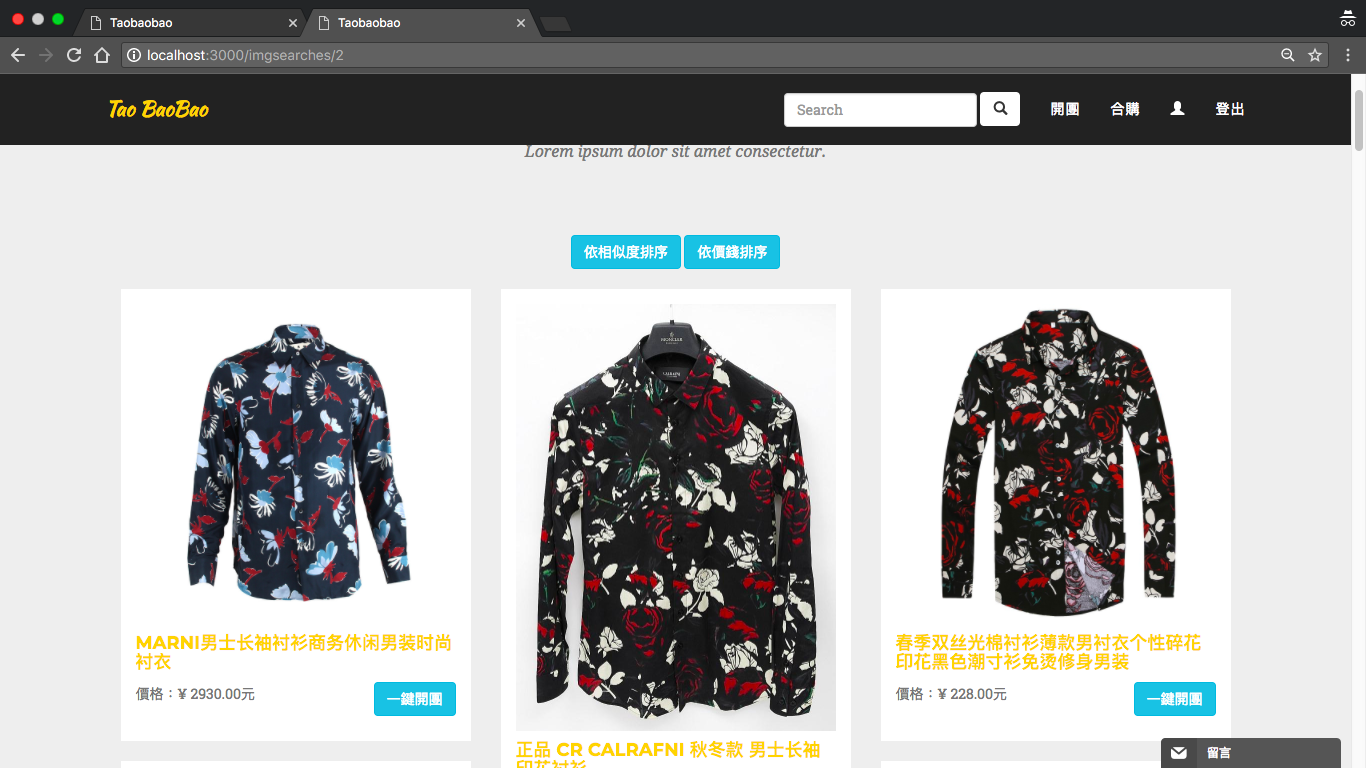 Taobaobao
Taobaobao
localhost:3000/imgsearches/2
Tao BaoBao
Search
開團
合購
登出
Lorem ipsum dolor sit amet consectetur.
依相似度排序
依價錢排序
MARNI男士长袖衬衫商务休闲男装时尚
衬衣
價格：¥ 2930.00元
一鍵開團
MONCLER
正品 CR CALRAFNI 秋冬款 男士长袖
印花衬衫
春季双丝光棉衬衫薄款男衬衣个性碎花
印花黑色潮寸衫免烫修身男装
價格：¥ 228.00元
一鍵開團
留言